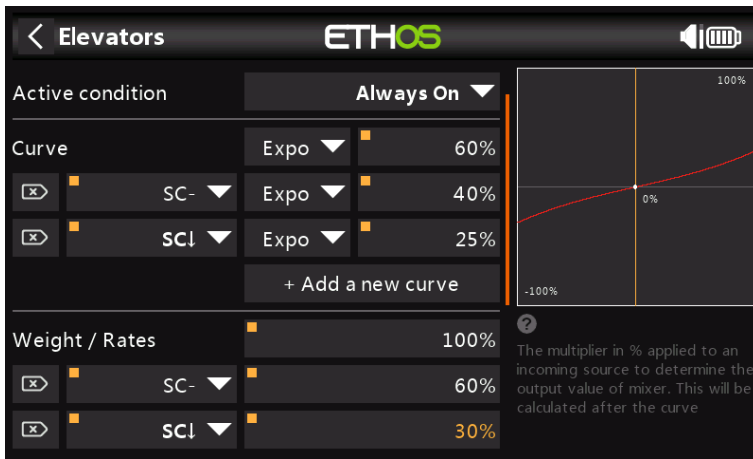 Elevators
ETHOS
Active condition
Always On
Curve
Expo
60%
SC-
Expo
40%
SC↓
Expo
25%
+ Add a new curve
Weight / Rates
100%
SC-
60%
SC↓
30%
100%
0%
-100%
?
The multiplier in % applied to an
incoming source to determine the
output value of mixer. This will be
calculated after the curve